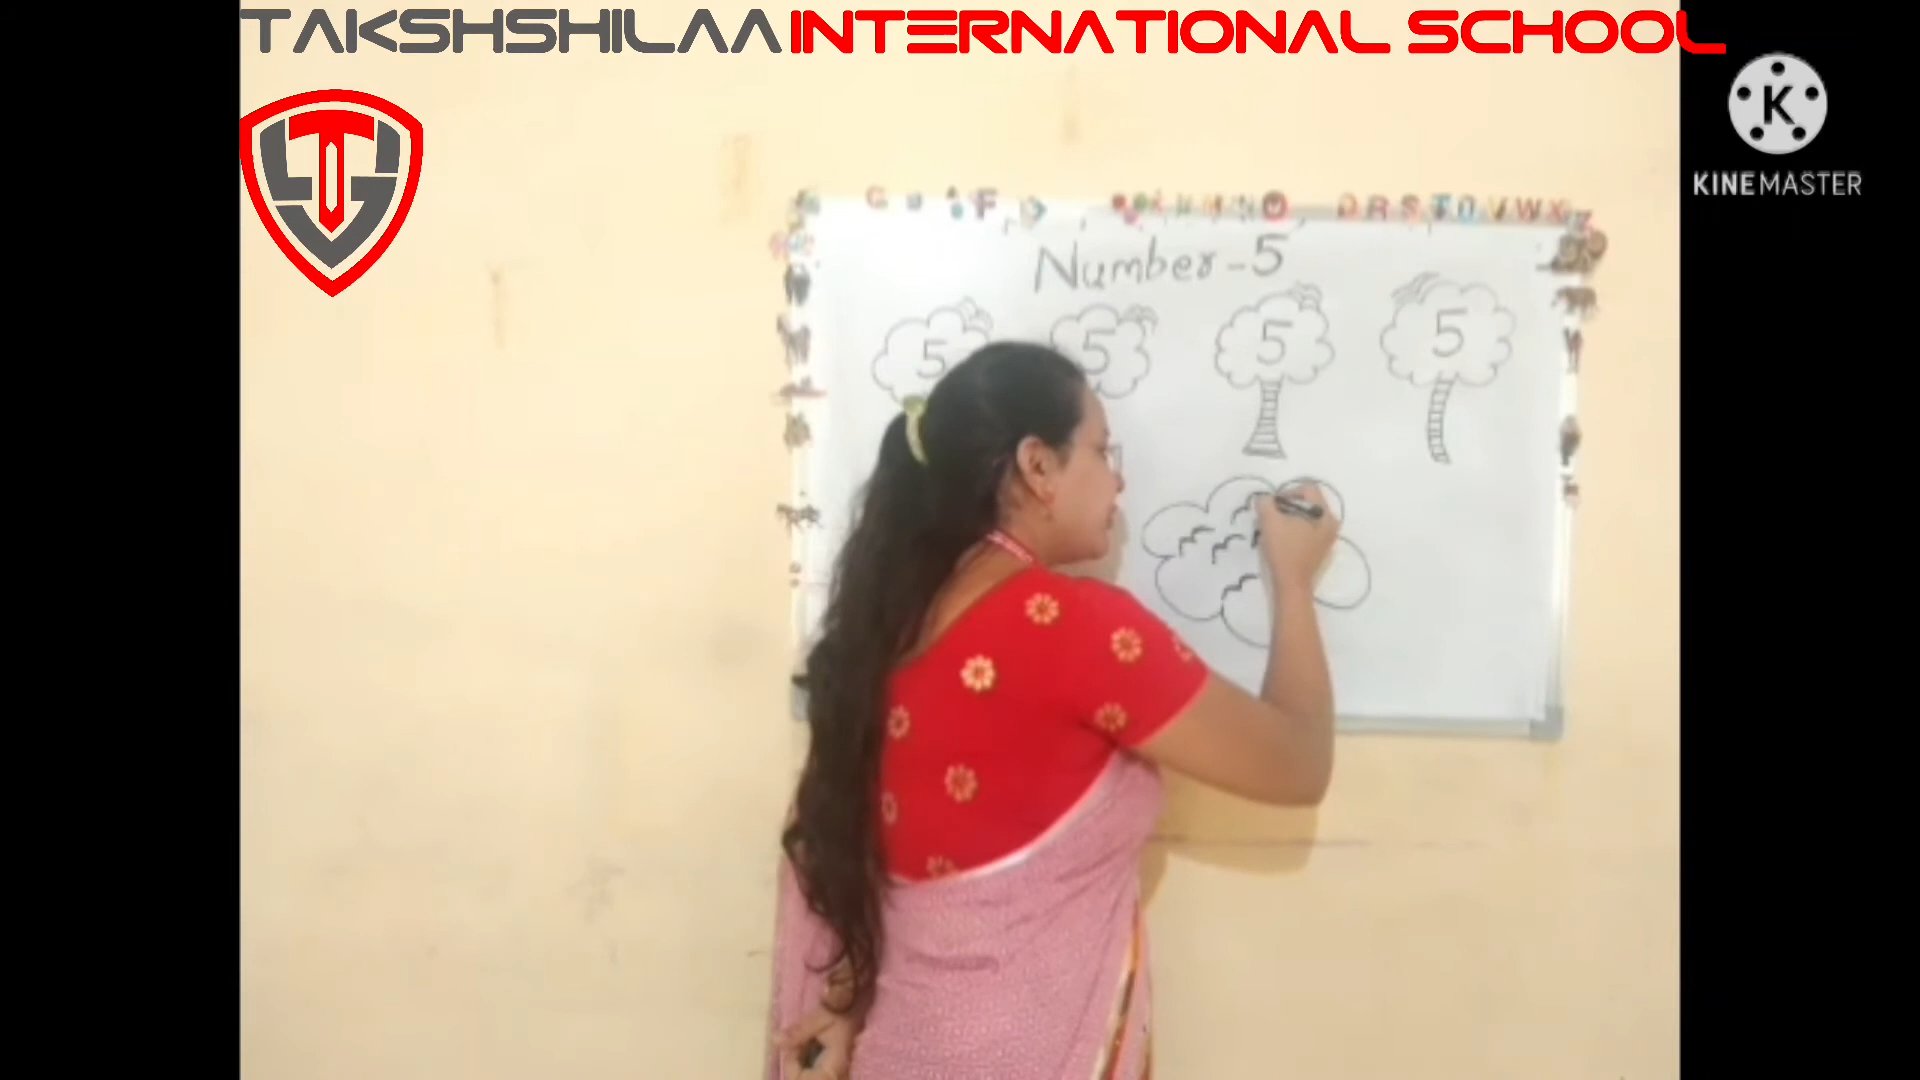 TAKSHSHILAA INTERNATIONAL SCHOOL
K
KINEMASTER
Number-5
5 5 5 5